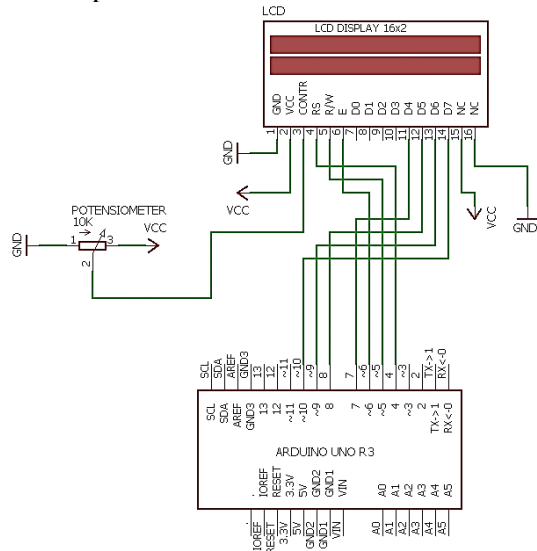 LCD
LCD DISPLAY 16x2
GND VCC CONTR RS R/W E D0 D1 D2 D3 D4 D5 D6 D7 NC NC
1 2 3 4 5 6 7 8 9 10 11 12 13 14 15 16
GND
VCC
VCC
GND
POTENSIOMETER
10K
VCC
GND
1 3
2
SCL SDA AREF GND3 13 12 ~11 ~10 ~9 8 7 ~6 ~5 4 ~3 2 TX->1 RX<-0
SCL SDA AREF GND3 13 12 ~11 ~10 ~9 8 7 ~6 ~5 4 ~3 2 TX->1 RX<-0
ARDUINO UNO R3
. IOREF RESET 3.3V 5V GND2 GND1 VIN A0 A1 A2 A3 A4 A5
IOREF RESET 3.3V 5V GND2 GND1 VIN A0 A1 A2 A3 A4 A5